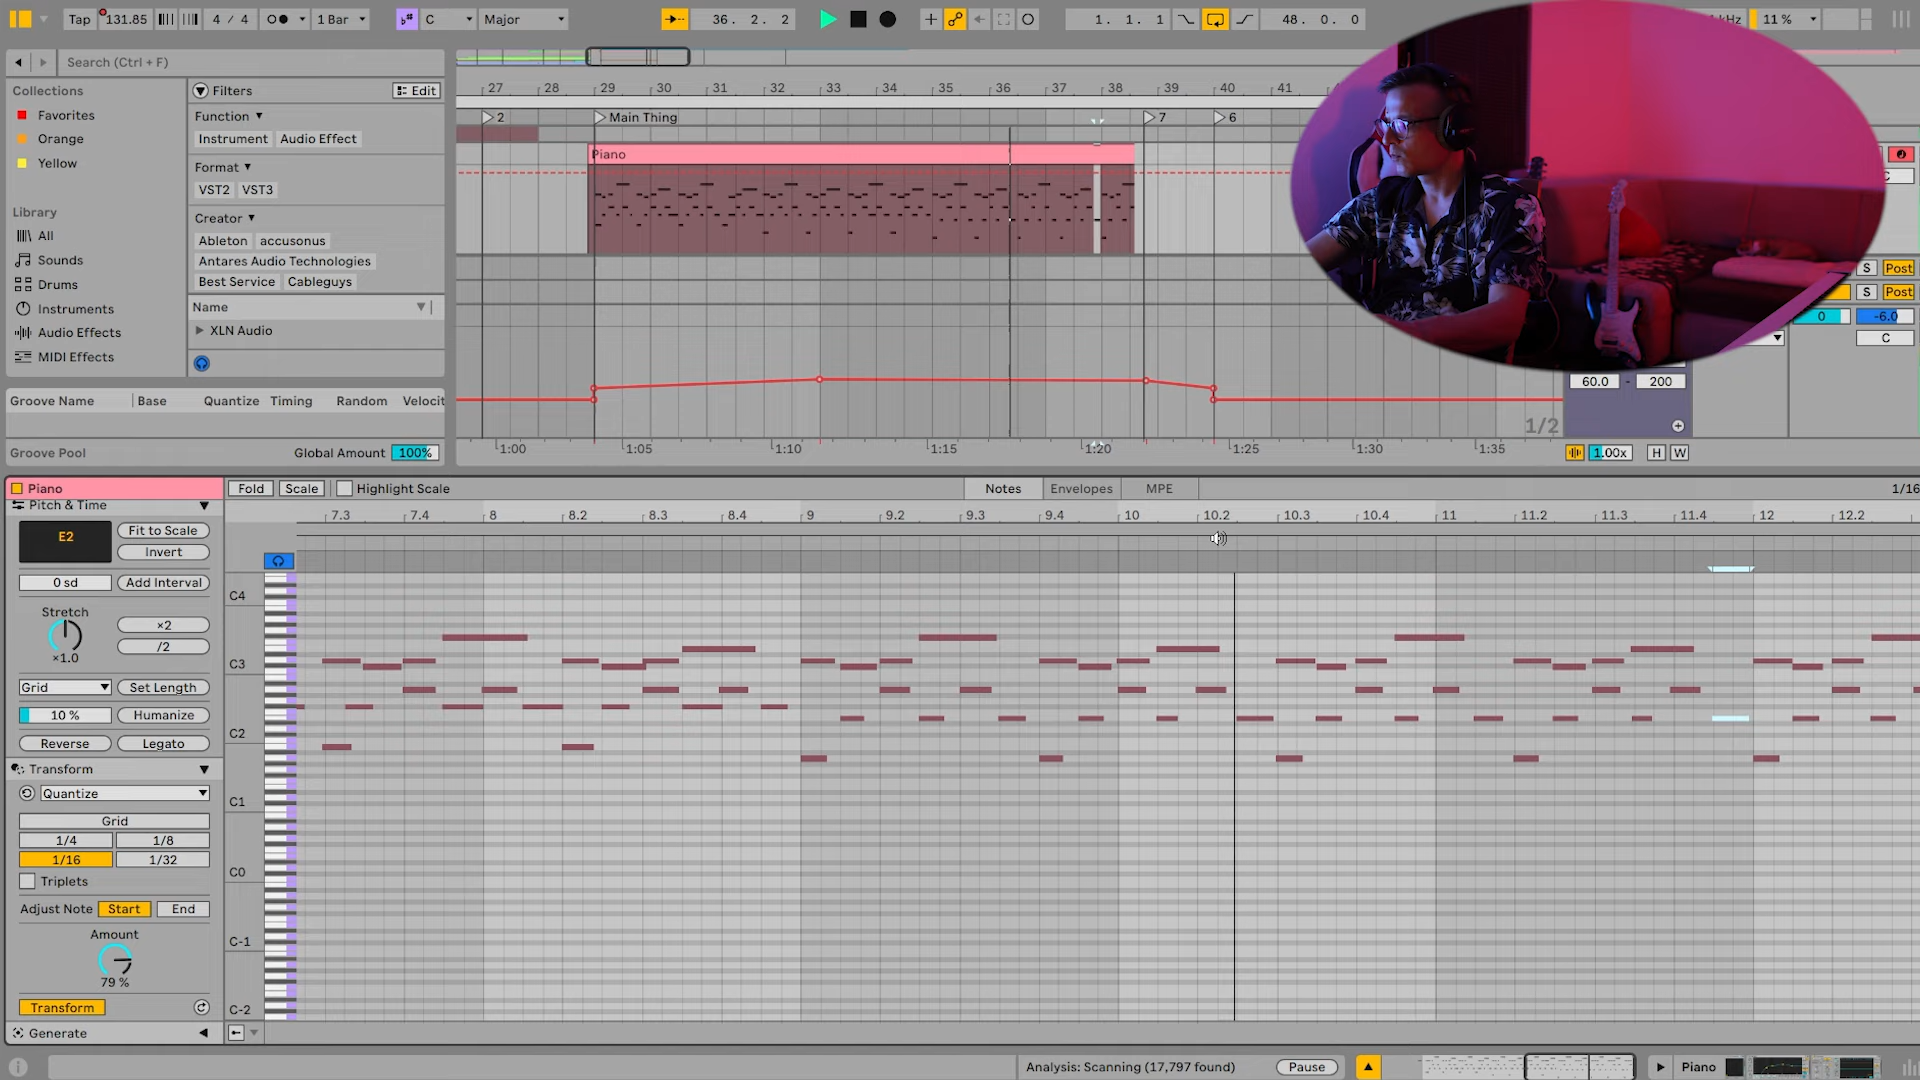 Tap 131.85 4 / 4 1 Bar C Major 36. 2. 2 1. 1. 1 48. 0. 0 kHz 11 %
Search (Ctrl + F)
Collections
Favorites
Orange
Yellow
Library
All
Sounds
Drums
Instruments
Audio Effects
MIDI Effects
Filters Edit
Function
Instrument Audio Effect
Format
VST2 VST3
Creator
Ableton accusonus
Antares Audio Technologies
Best Service Cableguys
Name
XLN Audio
Groove Name Base Quantize Timing Random Velocit
Groove Pool Global Amount 100%
27 28 29 30 31 32 33 34 35 36 37 38 39 40 41
2 Main Thing 7 6
Piano
S Post
S Post
0 -6.0
C
60.0 - 200
1/2
1:00 1:05 1:10 1:15 1:20 1:25 1:30 1:35
1.00x H W
Piano
Pitch & Time
E2 Fit to Scale
Invert
0 sd Add Interval
Stretch
×2
/2
×1.0
Grid Set Length
10 % Humanize
Reverse Legato
Transform
Quantize
Grid
1/4 1/8
1/16 1/32
Triplets
Adjust Note Start End
Amount
79 %
Transform
Generate
Fold Scale Highlight Scale Notes Envelopes MPE 1/16
7.3 7.4 8 8.2 8.3 8.4 9 9.2 9.3 9.4 10 10.2 10.3 10.4 11 11.2 11.3 11.4 12 12.2
C4
C3
C2
C1
C0
C-1
C-2
Analysis: Scanning (17,797 found) Pause Piano